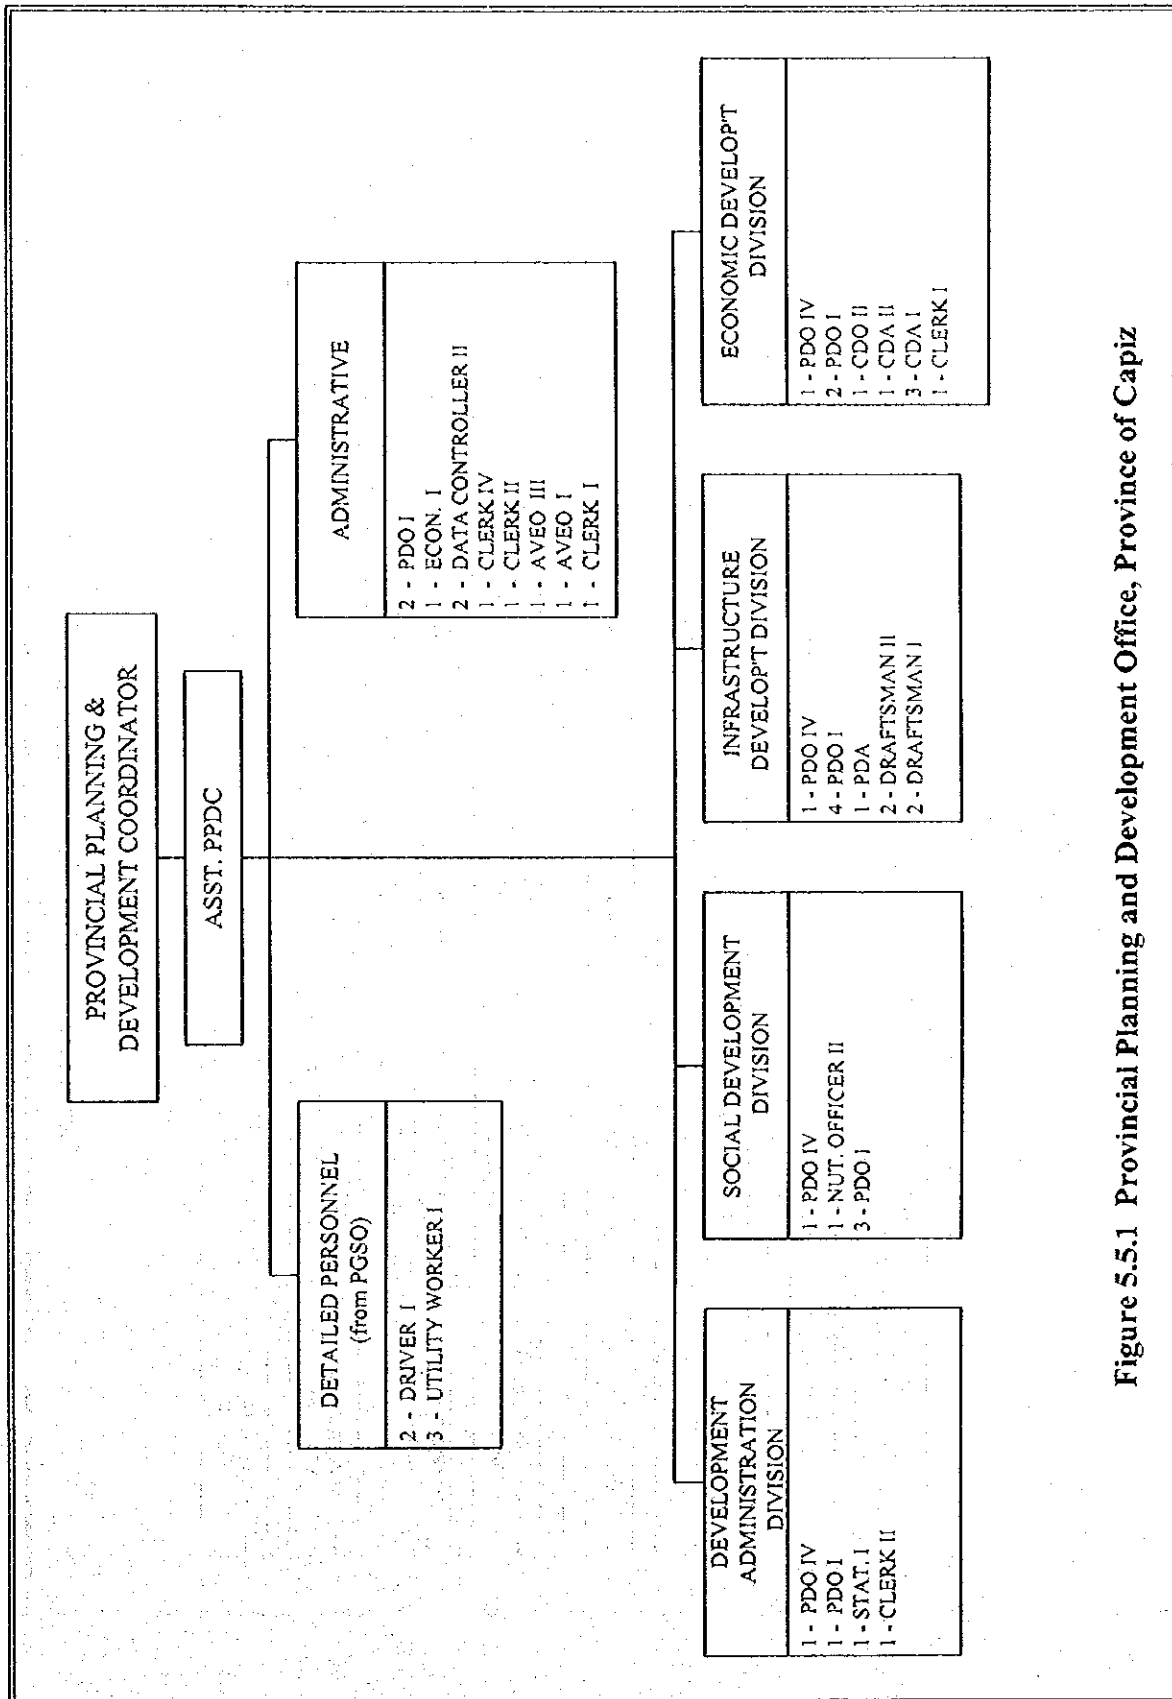 PROVINCIAL PLANNING &
DEVELOPMENT COORDINATOR
ASST. PPDC
DETAILED PERSONNEL
(from PGSO)
2 - DRIVER I
3 - UTILITY WORKER I
ADMINISTRATIVE
2 - PDO I
1 - ECON. I
2 - DATA CONTROLLER II
1 - CLERK IV
1 - CLERK II
1 - AVEO III
1 - AVEO I
1 - CLERK I
DEVELOPMENT
ADMINISTRATION
DIVISION
1 - PDO IV
1 - PDO I
1 - STAT. I
1 - CLERK II
SOCIAL DEVELOPMENT
DIVISION
1 - PDO IV
1 - NUT. OFFICER II
3 - PDO I
INFRASTRUCTURE
DEVELOP'T DIVISION
1 - PDO IV
4 - PDO I
1 - PDA
2 - DRAFTSMAN II
2 - DRAFTSMAN I
ECONOMIC DEVELOP'T
DIVISION
1 - PDO IV
2 - PDO I
1 - CDO II
1 - CDA II
3 - CDA I
1 - CLERK I
Figure 5.5.1 Provincial Planning and Development Office, Province of Capiz